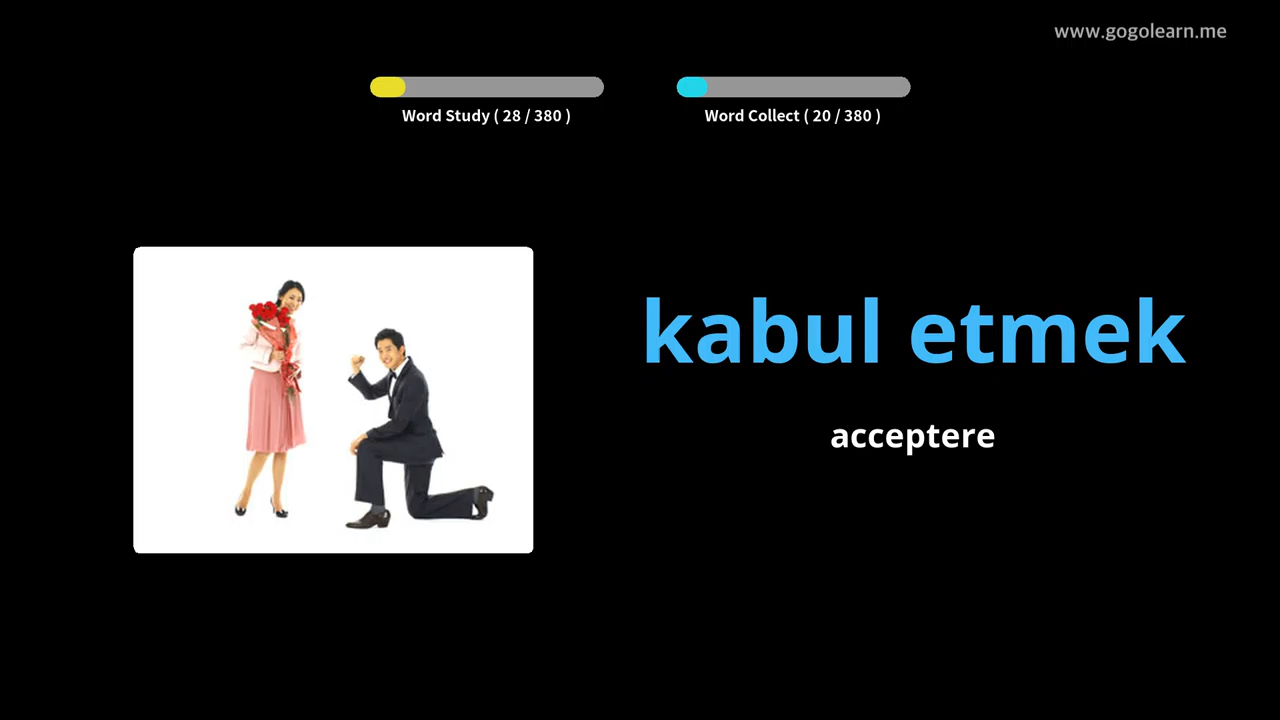 www.gogolearn.me
Word Study ( 28 / 380 )
Word Collect ( 20 / 380 )
kabul etmek
acceptere